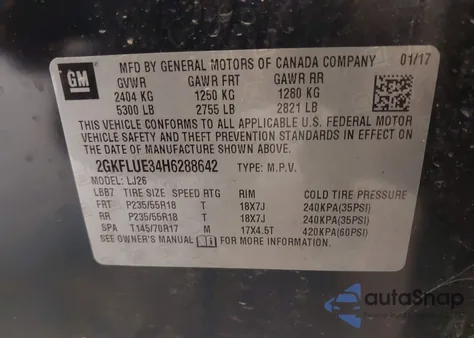 GM
MFD BY GENERAL MOTORS OF CANADA COMPANY 01/17
GVWR GAWR FRT GAWR RR
2404 KG 1250 KG 1280 KG
5300 LB 2755 LB 2821 LB
THIS VEHICLE CONFORMS TO ALL APPLICABLE U.S. FEDERAL MOTOR
VEHICLE SAFETY AND THEFT PREVENTION STANDARDS IN EFFECT ON THE
DATE OF MANUFACTURE SHOWN ABOVE.
2GKFLUE34H6288642 TYPE: M.P.V.
MODEL: LJ26
LBB7 TIRE SIZE SPEED RTG RIM COLD TIRE PRESSURE
FRT P235/55R18 T 18X7J 240KPA(35PSI)
RR P235/55R18 T 18X7J 240KPA(35PSI)
SPA T145/70R17 M 17X4.5T 420KPA(60PSI)
SEE OWNER'S MANUAL FOR MORE INFORMATION.
autoSnap